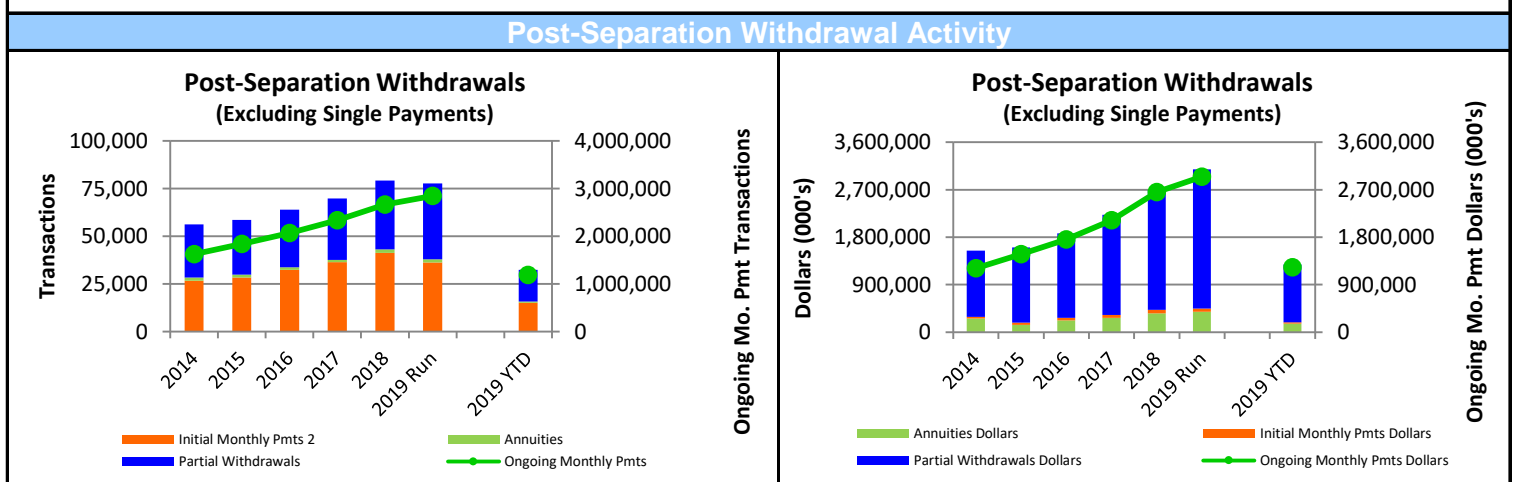 Post-Separation Withdrawal Activity
Post-Separation Withdrawals
(Excluding Single Payments)
Transactions
100,000
75,000
50,000
25,000
0
4,000,000
3,000,000
2,000,000
1,000,000
0
Ongoing Mo. Pmt Transactions
2014
2015
2016
2017
2018
2019 Run
2019 YTD
Initial Monthly Pmts 2
Annuities
Partial Withdrawals
Ongoing Monthly Pmts
Post-Separation Withdrawals
(Excluding Single Payments)
Dollars (000's)
3,600,000
2,700,000
1,800,000
900,000
0
3,600,000
2,700,000
1,800,000
900,000
0
Ongoing Mo. Pmt Dollars (000's)
2014
2015
2016
2017
2018
2019 Run
2019 YTD
Annuities Dollars
Initial Monthly Pmts Dollars
Partial Withdrawals Dollars
Ongoing Monthly Pmts Dollars